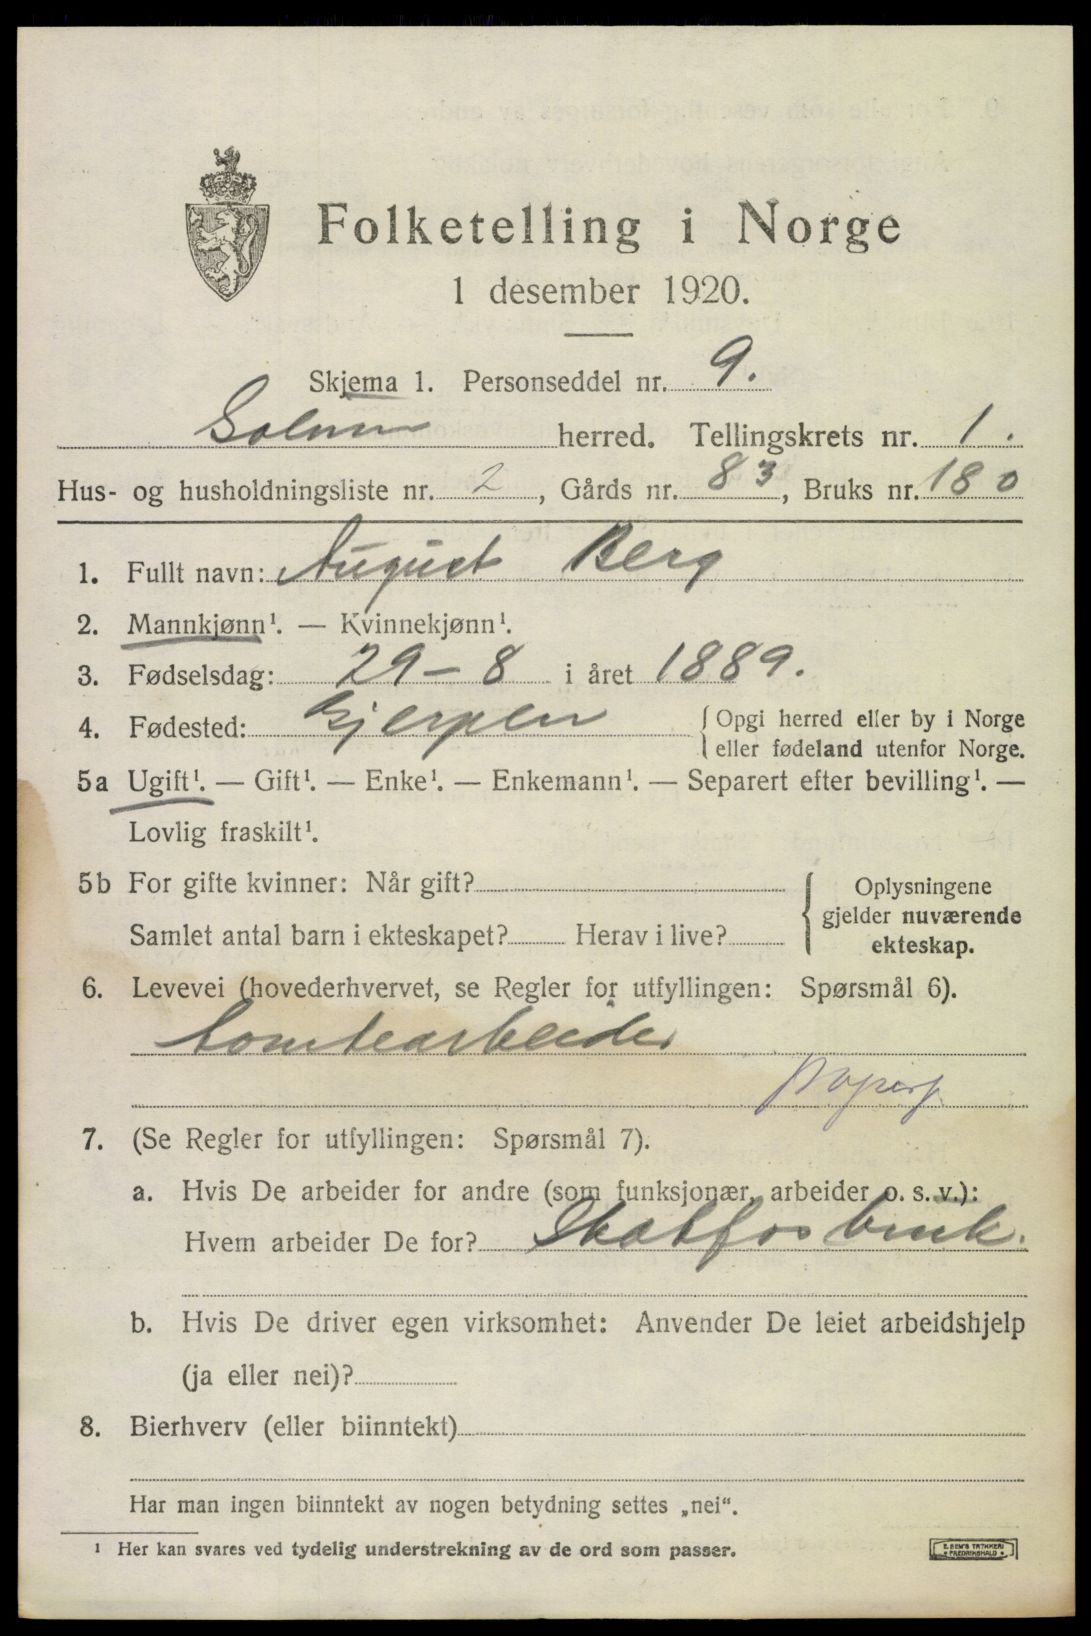 Folketelling i Norge
1 desember 1920.
Skjema 1. Personseddel nr. 9.
Solum herred. Tellingskrets nr. 1.
Hus- og husholdningsliste nr. 2, Gårds nr. 83, Bruks nr. 180
1. Fullt navn: August Berg
2. Mannkjønn¹. — Kvinnekjønn¹.
3. Fødselsdag: 29 – 8 i året 1889.
4. Fødested: Gjerpen { Opgi herred eller by i Norge
eller fødeland utenfor Norge.
5a Ugift¹. — Gift¹. — Enke¹. — Enkemann¹. — Separert efter bevilling¹. —
Lovlig fraskilt¹.
5b For gifte kvinner: Når gift?
Samlet antal barn i ekteskapet? Herav i live?
{ Oplysningene
gjelder nuværende
ekteskap.
6. Levevei (hovederhvervet, se Regler for utfyllingen: Spørsmål 6).
Tomtearbeider
papirf.
7. (Se Regler for utfyllingen: Spørsmål 7).
a. Hvis De arbeider for andre (som funksjonær, arbeider o. s. v.):
Hvem arbeider De for? Skotfos bruk.
b. Hvis De driver egen virksomhet: Anvender De leiet arbeidshjelp
(ja eller nei)?
8. Bierhverv (eller biinntekt)
Har man ingen biinntekt av nogen betydning settes „nei“.
¹ Her kan svares ved tydelig understrekning av de ord som passer.
E. SEM'S TRYKKERI
FREDRIKSHALD